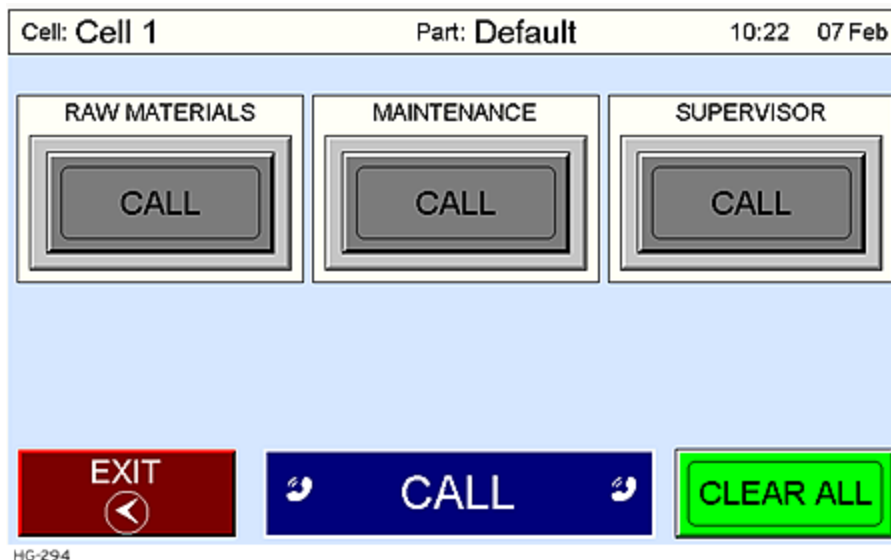 Cell: Cell 1 Part: Default 10:22 07 Feb
RAW MATERIALS MAINTENANCE SUPERVISOR
CALL CALL CALL
EXIT
CALL
CLEAR ALL
HG-294